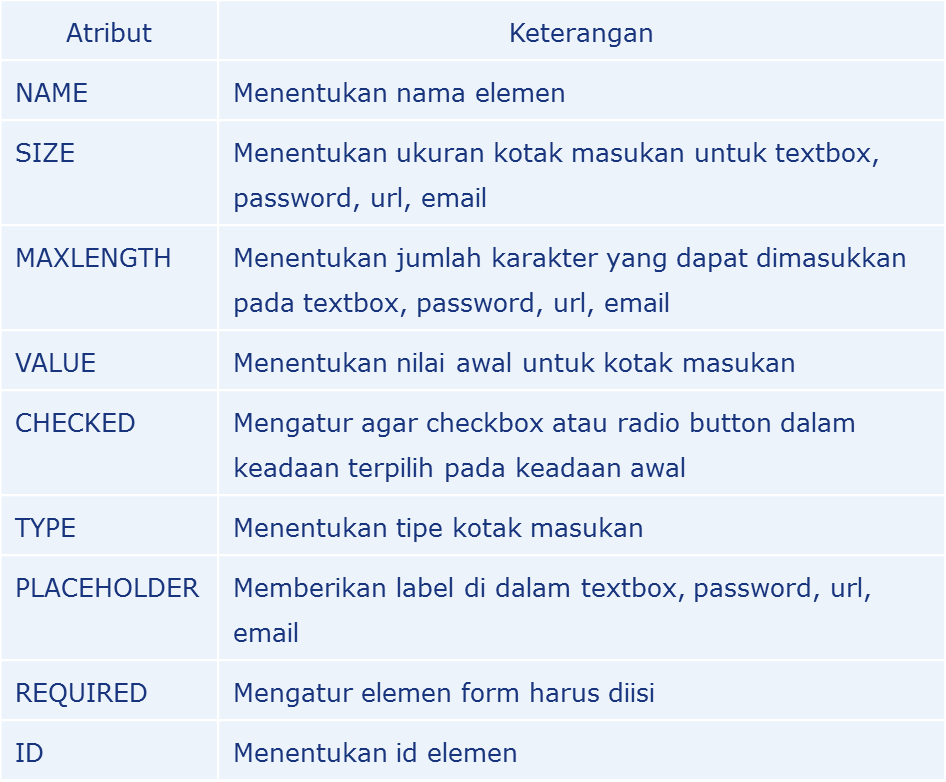 Atribut Keterangan
NAME Menentukan nama elemen
SIZE Menentukan ukuran kotak masukan untuk textbox,
password, url, email
MAXLENGTH Menentukan jumlah karakter yang dapat dimasukkan
pada textbox, password, url, email
VALUE Menentukan nilai awal untuk kotak masukan
CHECKED Mengatur agar checkbox atau radio button dalam
keadaan terpilih pada keadaan awal
TYPE Menentukan tipe kotak masukan
PLACEHOLDER Memberikan label di dalam textbox, password, url,
email
REQUIRED Mengatur elemen form harus diisi
ID Menentukan id elemen